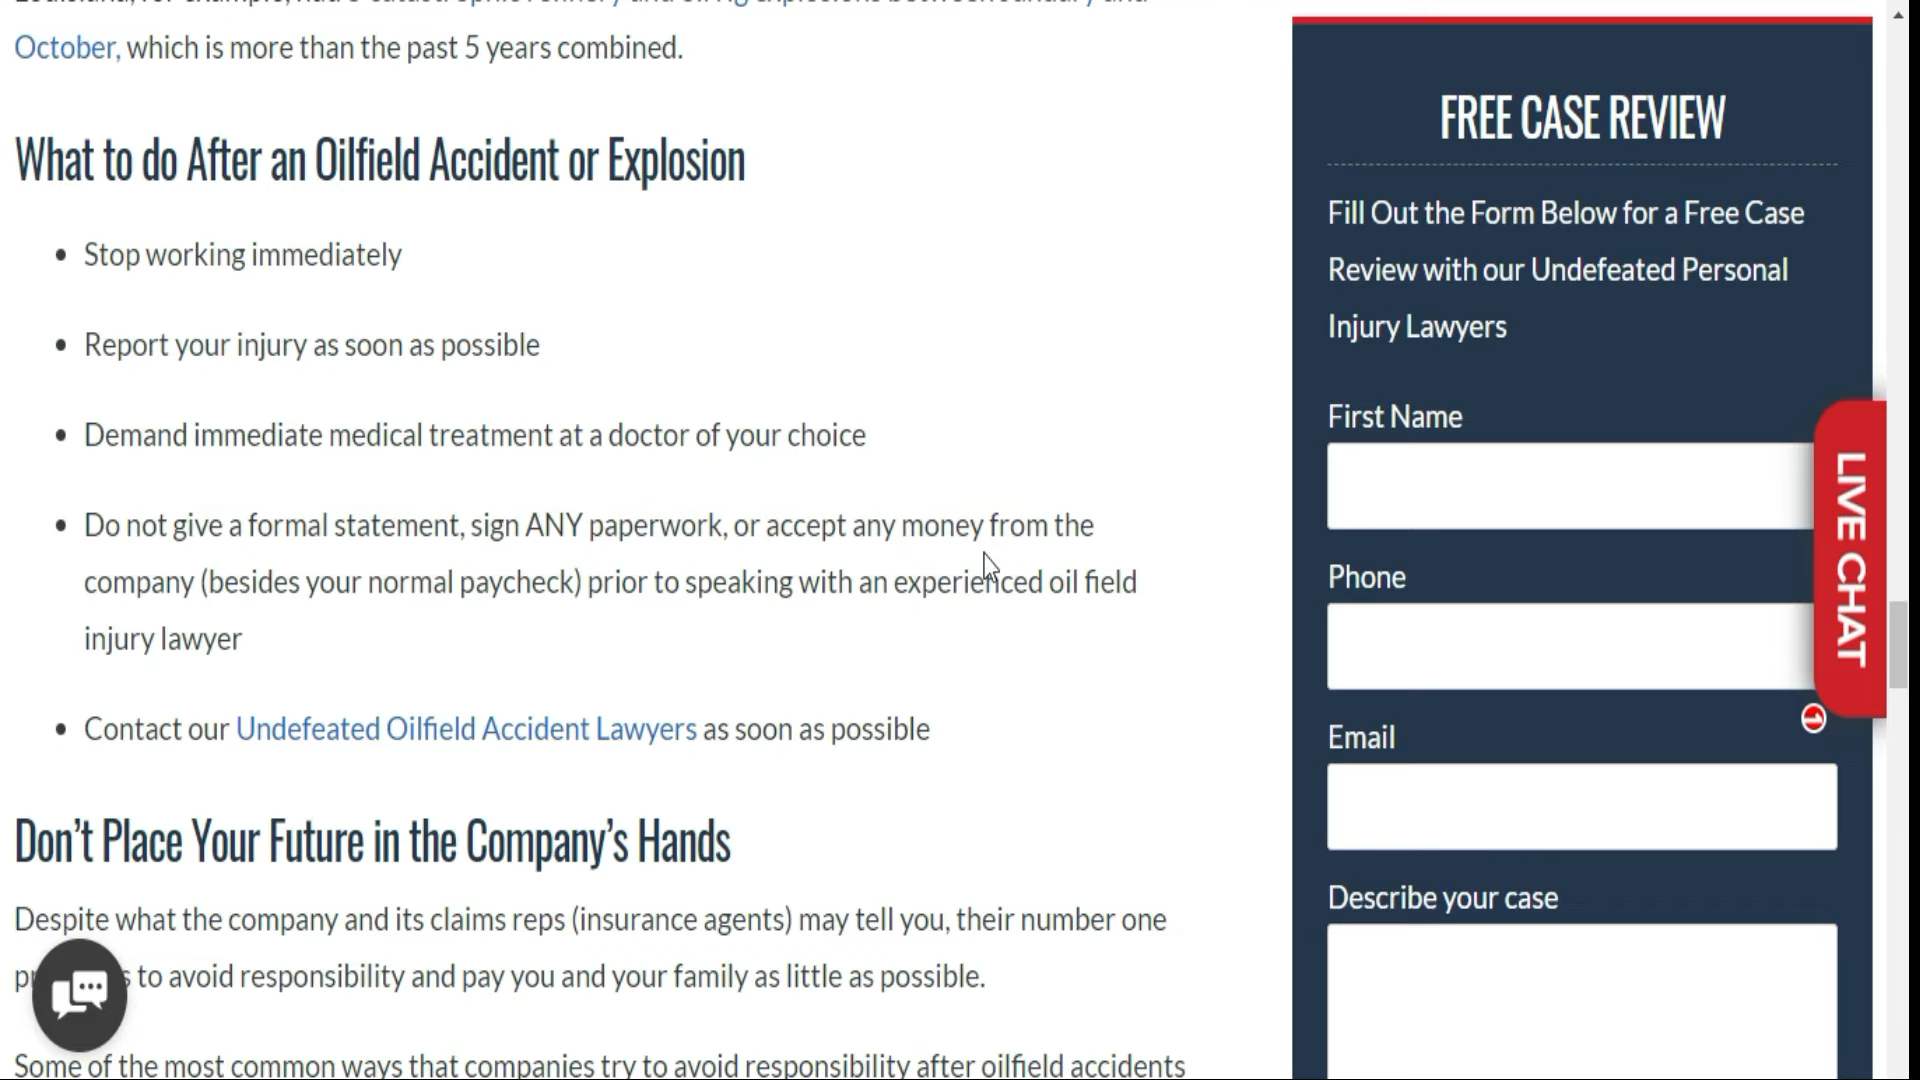 October, which is more than the past 5 years combined.
What to do After an Oilfield Accident or Explosion
• Stop working immediately
• Report your injury as soon as possible
• Demand immediate medical treatment at a doctor of your choice
• Do not give a formal statement, sign ANY paperwork, or accept any money from the
company (besides your normal paycheck) prior to speaking with an experienced oil field
injury lawyer
• Contact our Undefeated Oilfield Accident Lawyers as soon as possible
Don’t Place Your Future in the Company’s Hands
Despite what the company and its claims reps (insurance agents) may tell you, their number one
to avoid responsibility and pay you and your family as little as possible.
Some of the most common ways that companies try to avoid responsibility after oilfield accidents
FREE CASE REVIEW
Fill Out the Form Below for a Free Case
Review with our Undefeated Personal
Injury Lawyers
First Name
Phone
Email
Describe your case
LIVE CHAT
1